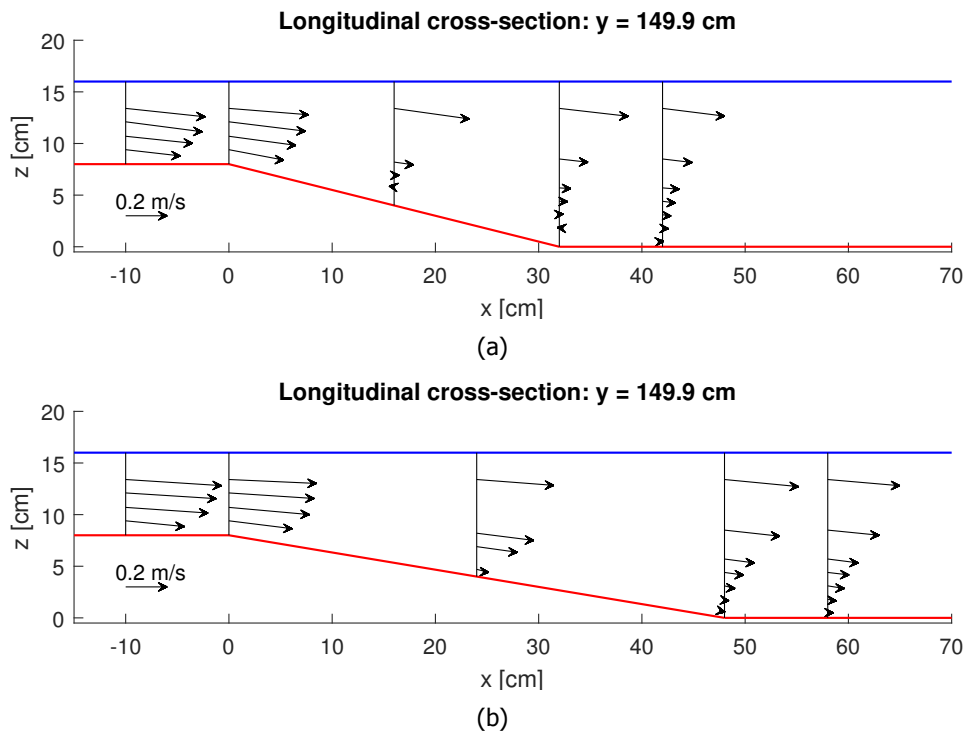 Longitudinal cross-section: y = 149.9 cm
20
15
10
5
0
z [cm]
0.2 m/s
-10 0 10 20 30 40 50 60 70
x [cm]
(a)
Longitudinal cross-section: y = 149.9 cm
20
15
10
5
0
z [cm]
0.2 m/s
-10 0 10 20 30 40 50 60 70
x [cm]
(b)